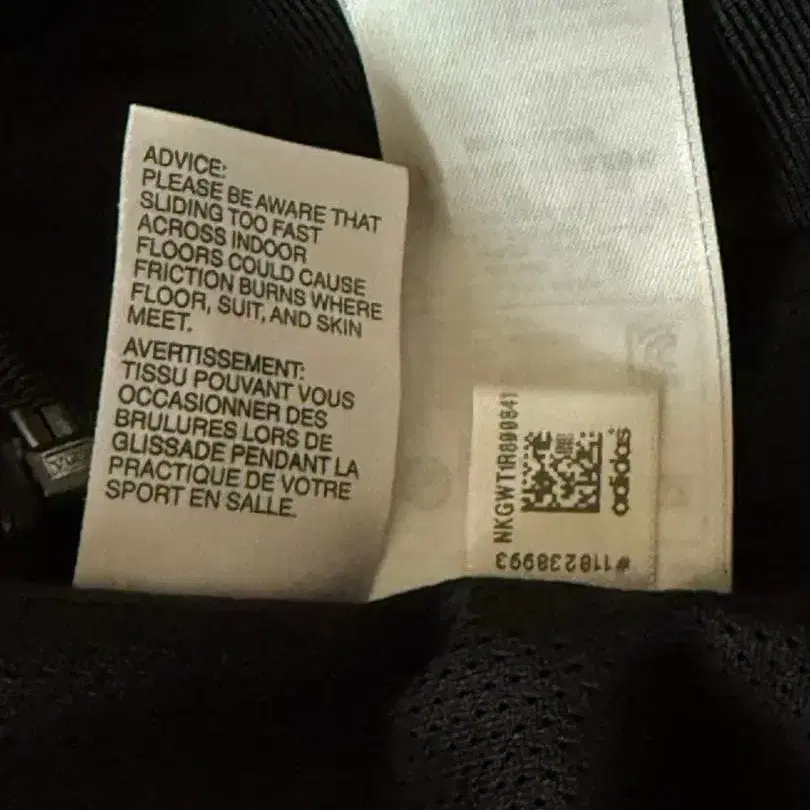 ADVICE:
PLEASE BE AWARE THAT
SLIDING TOO FAST
ACROSS INDOOR
FLOORS COULD CAUSE
FRICTION BURNS WHERE
FLOOR, SUIT, AND SKIN
MEET.
AVERTISSEMENT:
TISSU POUVANT VOUS
OCCASIONNER DES
BRULURES LORS DE
GLISSADE PENDANT LA
PRACTIQUE DE VOTRE
SPORT EN SALLE.
adidas
#118238993